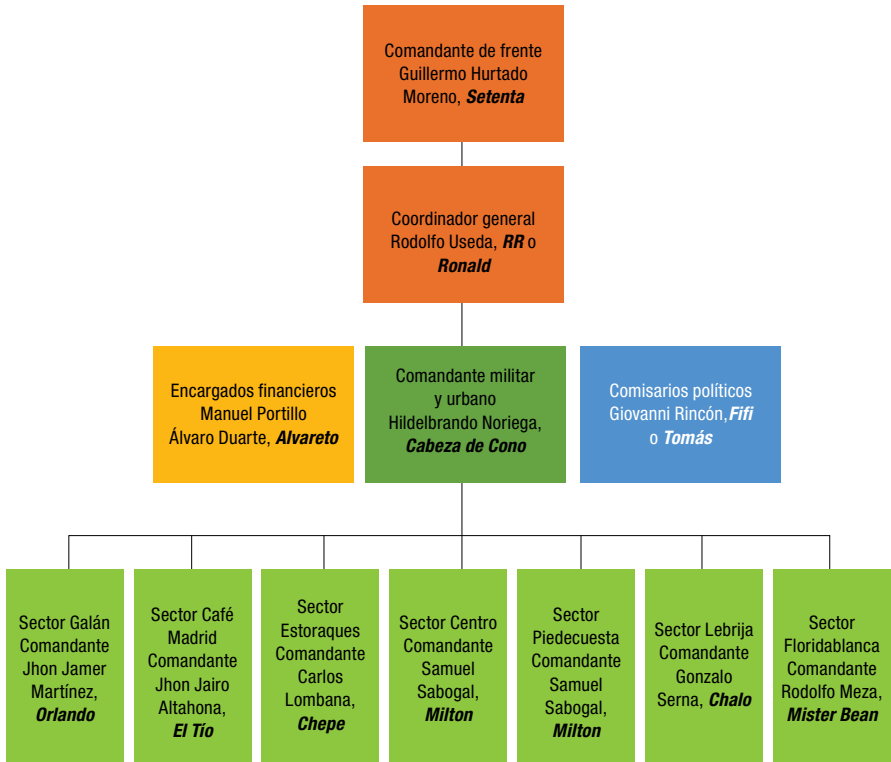 Comandante de frente
Guillermo Hurtado
Moreno, Setenta
Coordinador general
Rodolfo Useda, RR o
Ronald
Encargados financieros
Manuel Portillo
Álvaro Duarte, Alvareto
Comandante militar
y urbano
Hildelbrando Noriega,
Cabeza de Cono
Comisarios políticos
Giovanni Rincón,Fifi
o Tomás
Sector Galán
Comandante
Jhon Jamer
Martínez,
Orlando
Sector Café
Madrid
Comandante
Jhon Jairo
Altahona,
El Tío
Sector
Estoraques
Comandante
Carlos
Lombana,
Chepe
Sector Centro
Comandante
Samuel
Sabogal,
Milton
Sector
Piedecuesta
Comandante
Samuel
Sabogal,
Milton
Sector Lebrija
Comandante
Gonzalo
Serna, Chalo
Sector
Floridablanca
Comandante
Rodolfo Meza,
Mister Bean